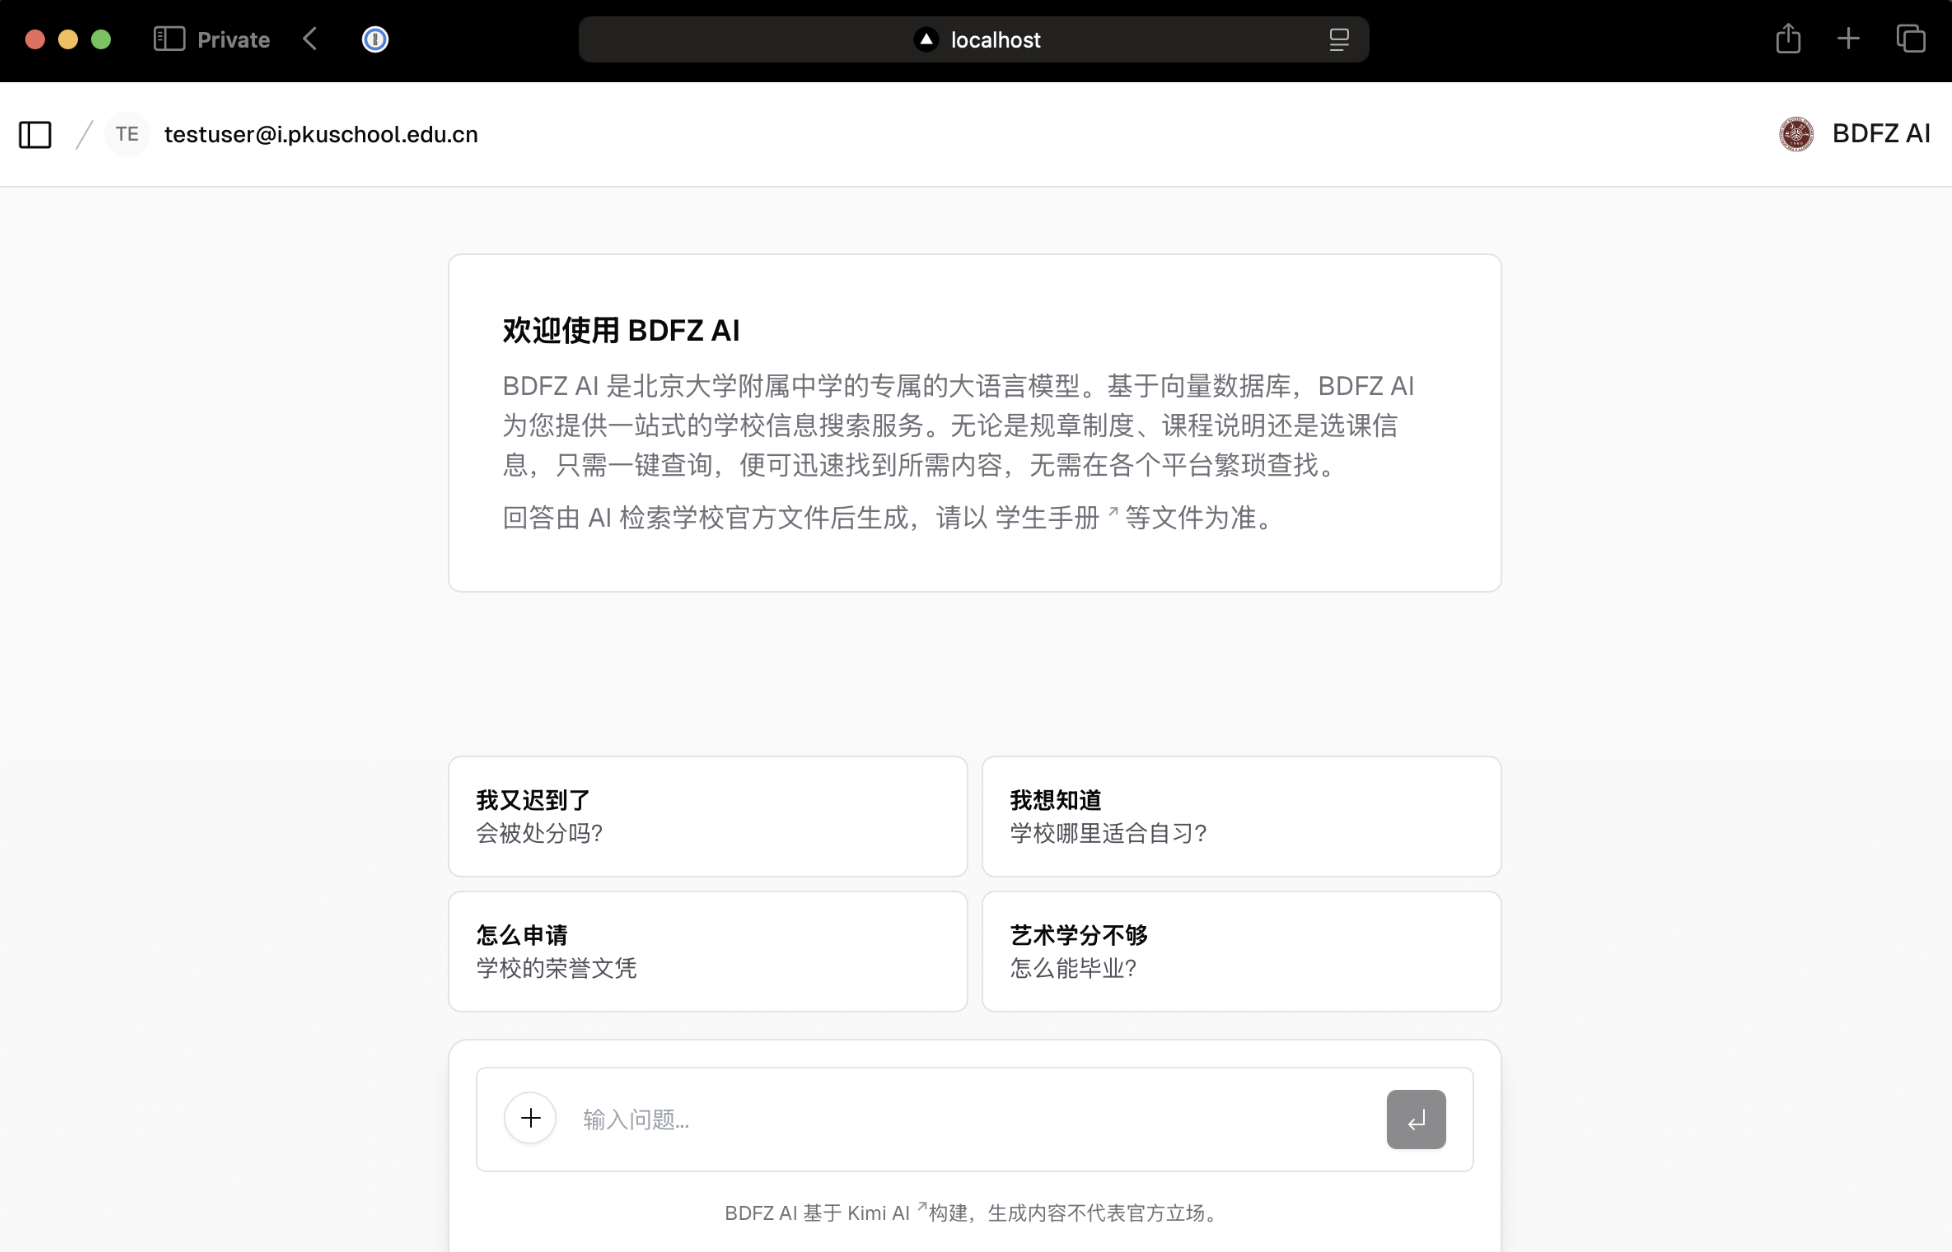 Private
localhost
TE testuser@i.pkuschool.edu.cn
BDFZ AI
欢迎使用 BDFZ AI
BDFZ AI 是北京大学附属中学的专属的大语言模型。基于向量数据库，BDFZ AI
为您提供一站式的学校信息搜索服务。无论是规章制度、课程说明还是选课信
息，只需一键查询，便可迅速找到所需内容，无需在各个平台繁琐查找。
回答由 AI 检索学校官方文件后生成，请以 学生手册 等文件为准。
我又迟到了
会被处分吗?
我想知道
学校哪里适合自习?
怎么申请
学校的荣誉文凭
艺术学分不够
怎么能毕业?
输入问题...
BDFZ AI 基于 Kimi AI 构建，生成内容不代表官方立场。